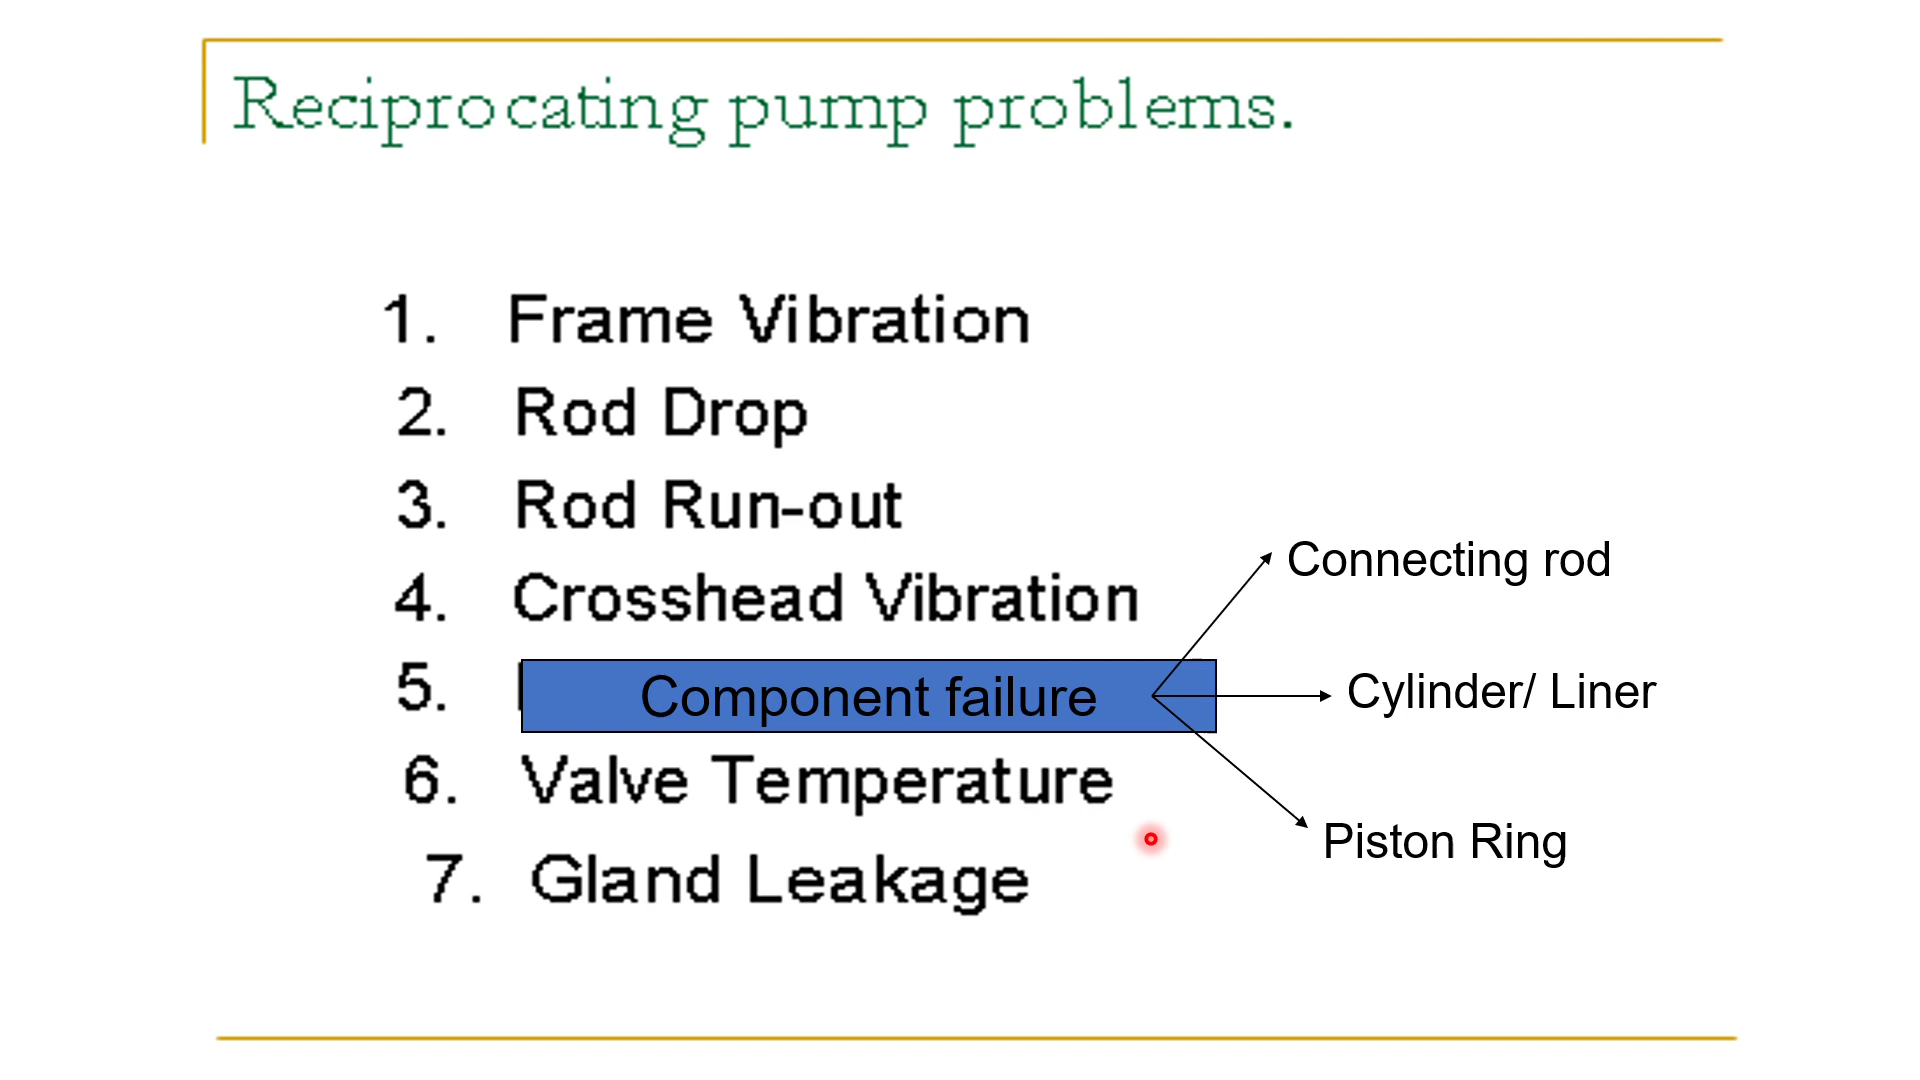 Reciprocating pump problems.
1. Frame Vibration
2. Rod Drop
3. Rod Run-out
4. Crosshead Vibration
5. Component failure
Connecting rod
Cylinder/ Liner
Piston Ring
6. Valve Temperature
7. Gland Leakage